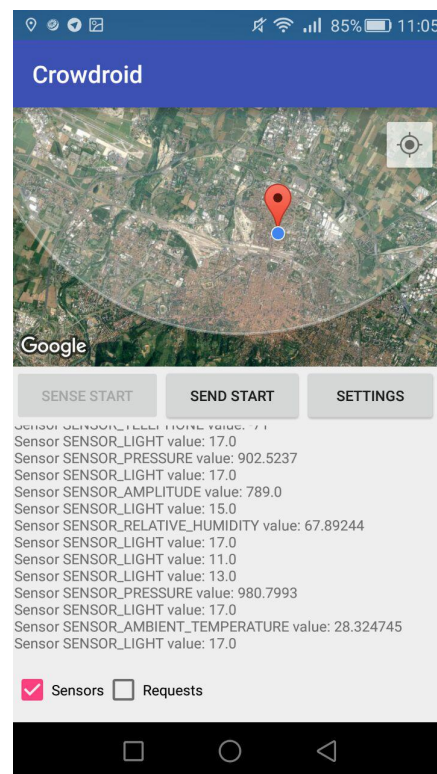 85% 11:05
Crowdroid
Google
SENSE START SEND START SETTINGS
Sensor SENSOR_LIGHT value: 17.0
Sensor SENSOR_PRESSURE value: 902.5237
Sensor SENSOR_LIGHT value: 17.0
Sensor SENSOR_AMPLITUDE value: 789.0
Sensor SENSOR_LIGHT value: 15.0
Sensor SENSOR_RELATIVE_HUMIDITY value: 67.89244
Sensor SENSOR_LIGHT value: 17.0
Sensor SENSOR_LIGHT value: 11.0
Sensor SENSOR_LIGHT value: 13.0
Sensor SENSOR_PRESSURE value: 980.7993
Sensor SENSOR_LIGHT value: 17.0
Sensor SENSOR_AMBIENT_TEMPERATURE value: 28.324745
Sensor SENSOR_LIGHT value: 17.0
Sensors Requests